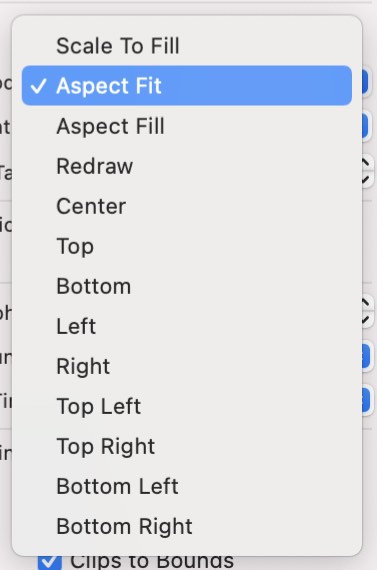 Scale To Fill
Aspect Fit
Aspect Fill
Redraw
Center
Top
Bottom
Left
Right
Top Left
Top Right
Bottom Left
Bottom Right
Clips to Bounds